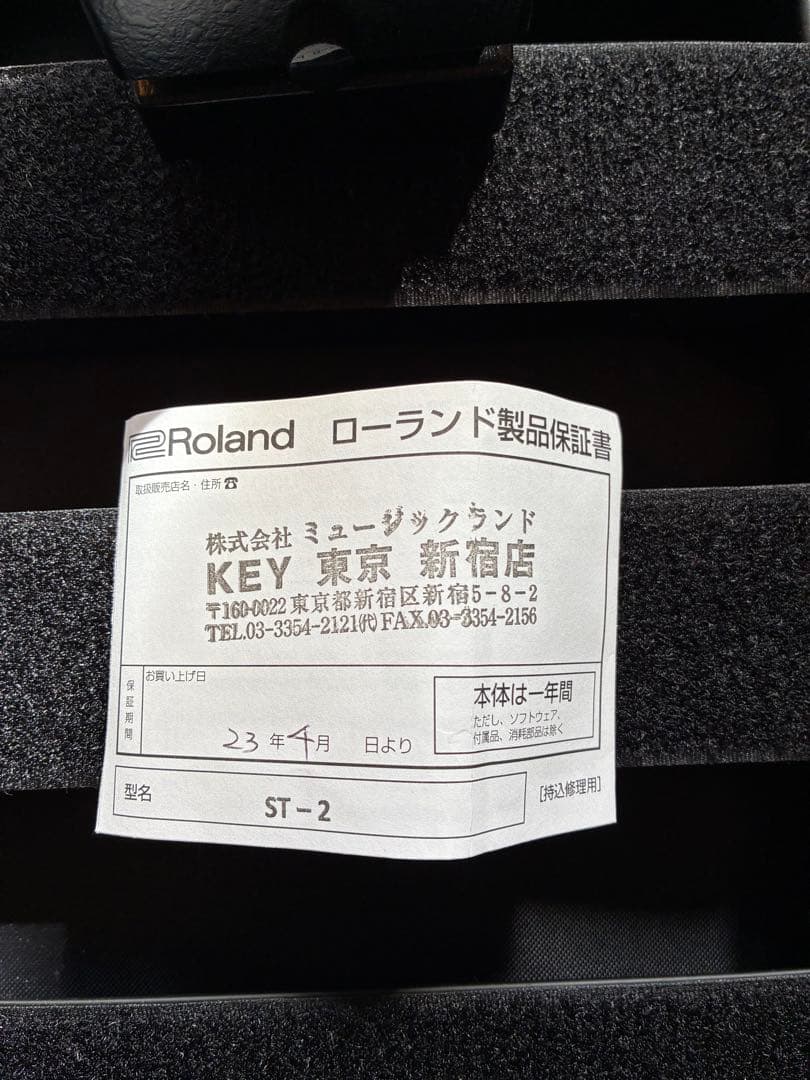 Roland ローランド製品保証書
取扱販売店名・住所☎
株式会社 ミュージックランド
KEY 東京 新宿店
〒160-0022 東京都新宿区新宿5-8-2
TEL.03-3354-2121㈹ FAX.03-3354-2156
保証期間
お買い上げ日
23年4月 日より
本体は一年間
ただし、ソフトウェア、
付属品、消耗部品は除く
型名 ST-2
[持込修理用]